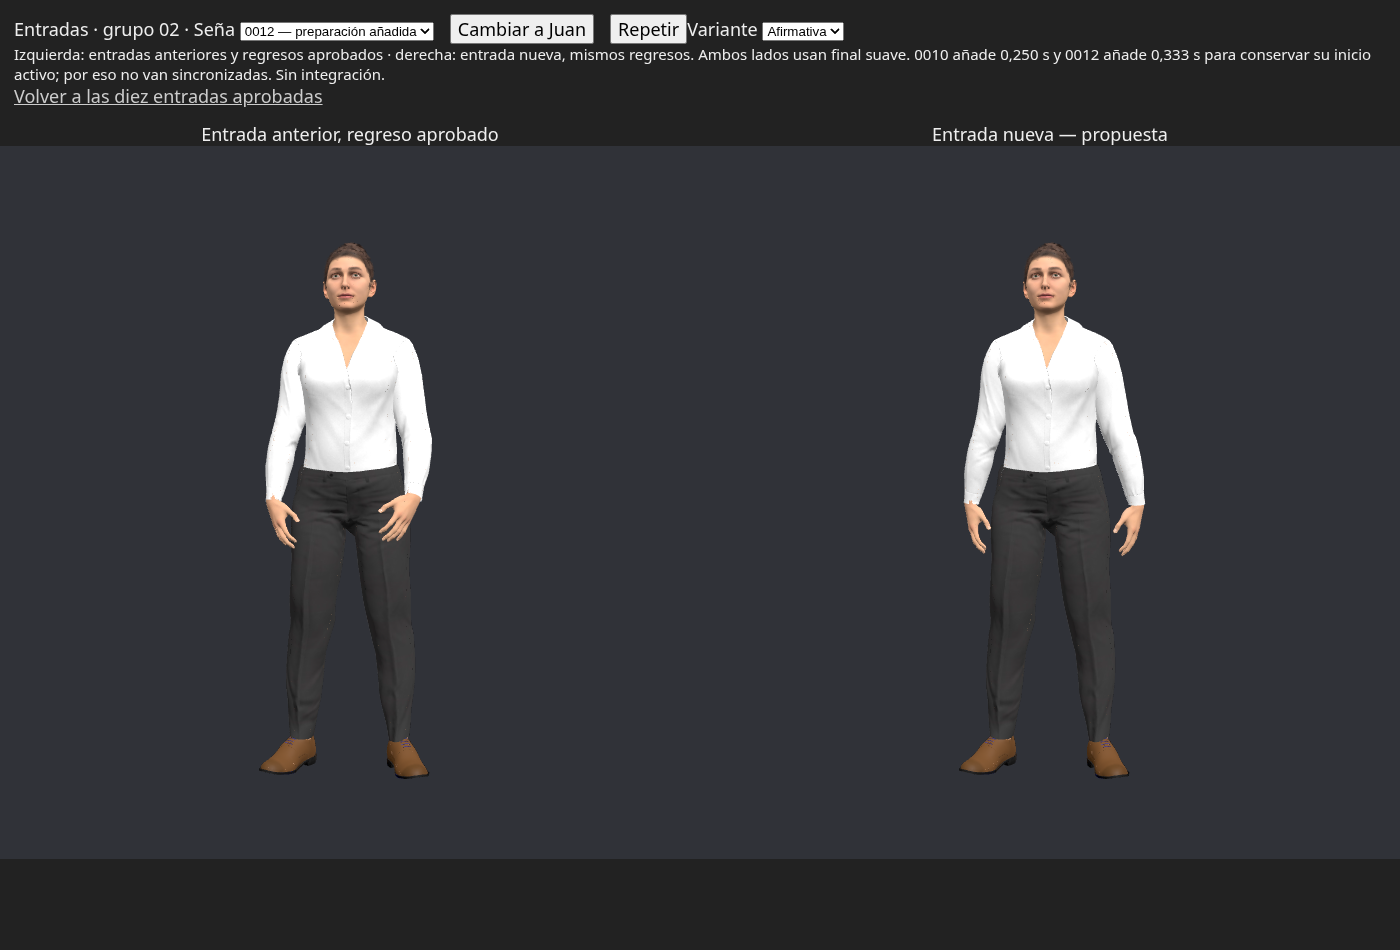 Entradas · grupo 02 · Seña 0012 — preparación añadida Cambiar a Juan Repetir Variante Afirmativa
Izquierda: entradas anteriores y regresos aprobados · derecha: entrada nueva, mismos regresos. Ambos lados usan final suave. 0010 añade 0,250 s y 0012 añade 0,333 s para conservar su inicio
activo; por eso no van sincronizadas. Sin integración.
Volver a las diez entradas aprobadas
Entrada anterior, regreso aprobado
Entrada nueva — propuesta